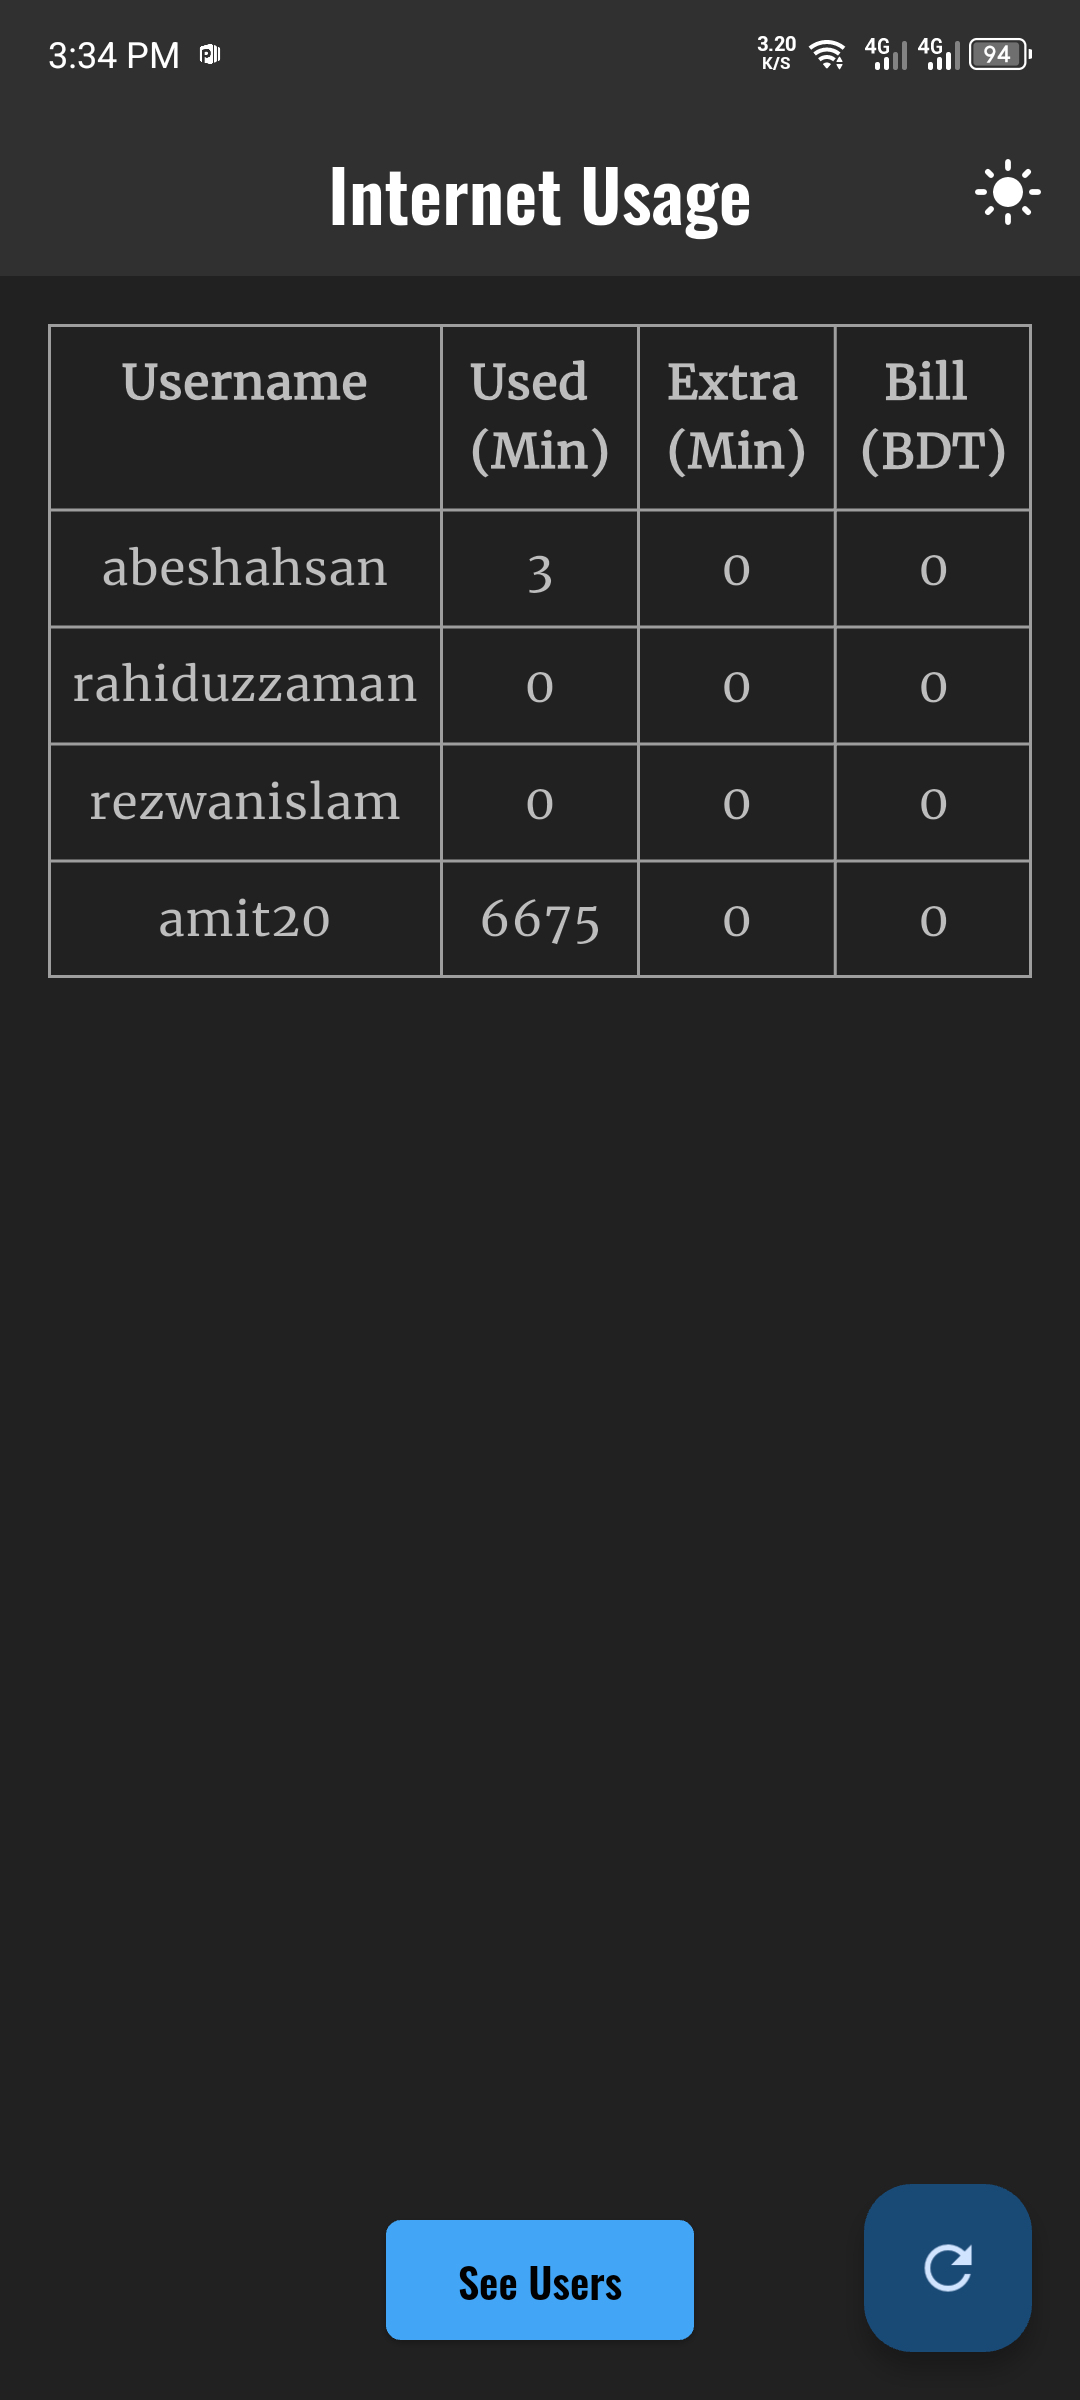 3:34 PM 3.20 K/S 4G 4G 94
Internet Usage
Username Used (Min) Extra (Min) Bill (BDT)
abeshahsan 3 0 0
rahiduzzaman 0 0 0
rezwanislam 0 0 0
amit20 6675 0 0
See Users